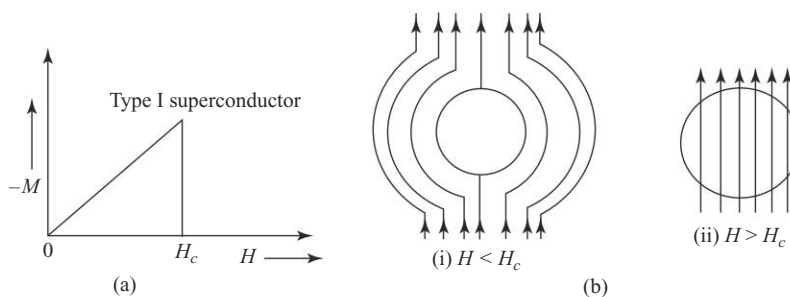 Type I superconductor
–M
0
H_c
H
(a)
(i) H < H_c
(b)
(ii) H > H_c